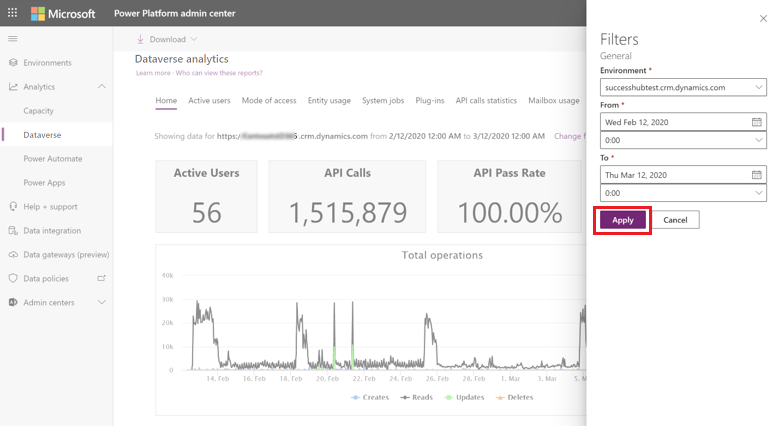 Microsoft
Power Platform admin center
Download
Dataverse analytics
Learn more · Who can view these reports?
Environments
Analytics
Capacity
Dataverse
Power Automate
Power Apps
Help + support
Data integration
Data gateways (preview)
Data policies
Admin centers
Home
Active users
Mode of access
Entity usage
System jobs
Plug-ins
API calls statistics
Mailbox usage
Showing data for https:/ .crm.dynamics.com from 2/12/2020 12:00 AM to 3/12/2020 12:00 AM
Change f
Active Users
56
API Calls
1,515,879
API Pass Rate
100.00%
Total operations
40k
30k
20k
10k
0
14. Feb
16. Feb
18. Feb
20. Feb
22. Feb
24. Feb
26. Feb
28. Feb
1. Mar
3. Mar
5. M
Creates
Reads
Updates
Deletes
Filters
General
Environment *
successhubtest.crm.dynamics.com
From *
Wed Feb 12, 2020
0:00
To *
Thu Mar 12, 2020
0:00
Apply
Cancel